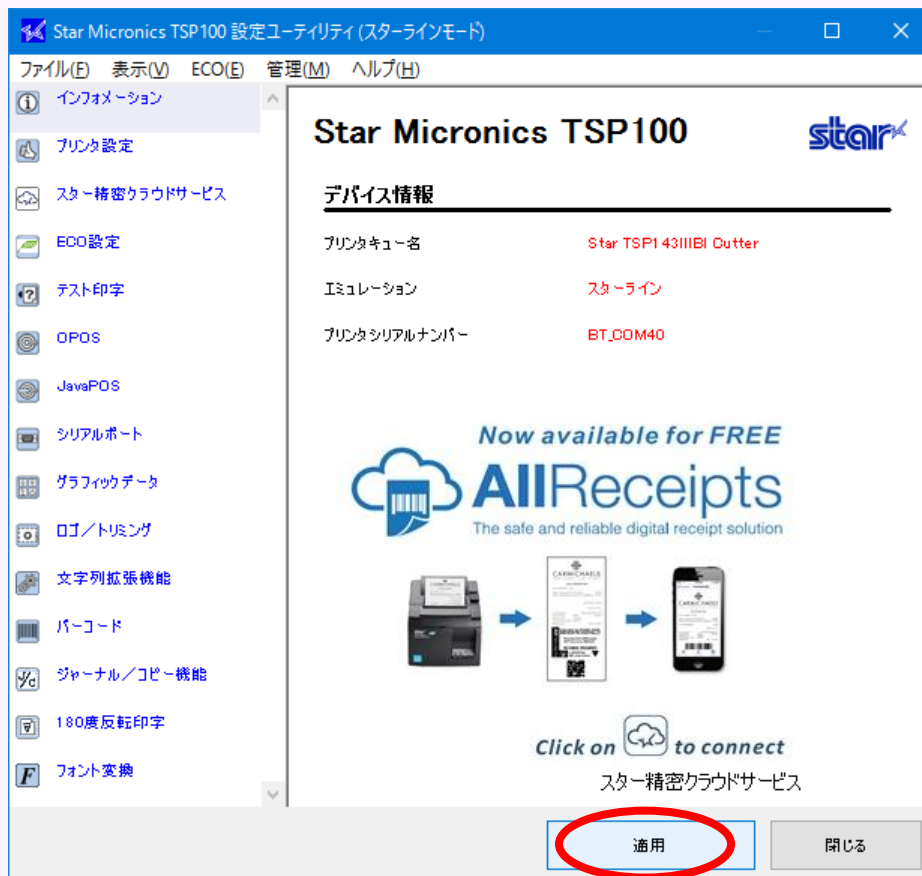 Star Micronics TSP100 設定ユーティリティ (スターラインモード)
ファイル(F) 表示(V) ECO(E) 管理(M) ヘルプ(H)
インフォメーション
プリンタ設定
スター精密クラウドサービス
ECO設定
テスト印字
OPOS
JavaPOS
シリアルポート
グラフィックデータ
ロゴ/トリミング
文字列拡張機能
バーコード
ジャーナル/コピー機能
180度反転印字
フォント変換
Star Micronics TSP100
star
デバイス情報
プリンタキュー名 Star TSP143IIIBI Cutter
エミュレーション スターライン
プリンタシリアルナンバー BT_COM40
Now available for FREE
AllReceipts
The safe and reliable digital receipt solution
CARMICHAELS
CARMICHAELS
Click on to connect
スター精密クラウドサービス
適用 閉じる